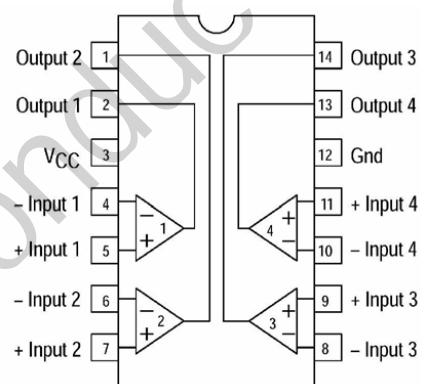 onduc
Output 2 1 14 Output 3
Output 1 2 13 Output 4
VCC 3 12 Gnd
– Input 1 4 – 1 + 11 + Input 4
+ Input 1 5 + 4 – 10 – Input 4
– Input 2 6 – 2 + 9 + Input 3
+ Input 2 7 + 3 – 8 – Input 3